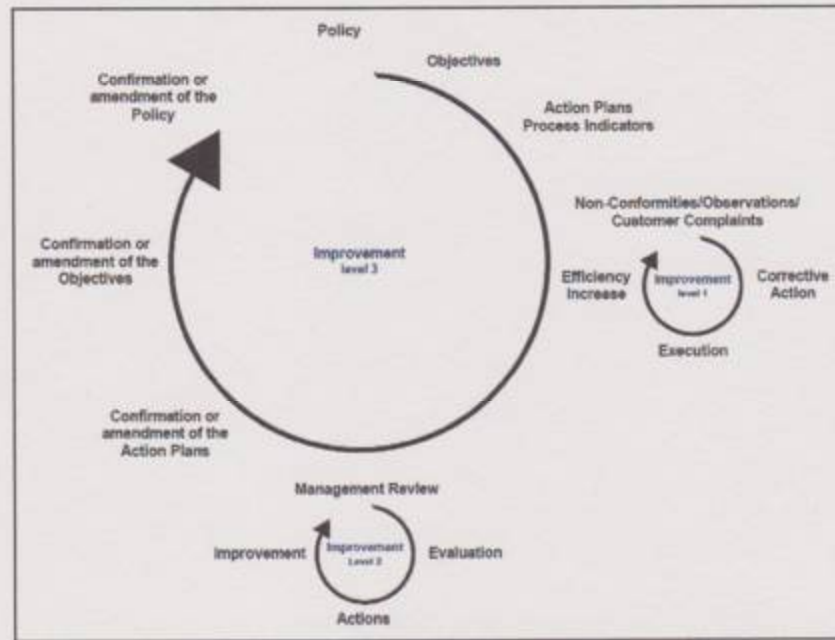 Policy
Objectives
Confirmation or
amendment of the
Policy
Action Plans
Process Indicators
Non-Conformities/Observations/
Customer Complaints
Confirmation or
amendment of the
Objectives
Improvement
level 3
Efficiency
Increase
Improvement
level 1
Corrective
Action
Execution
Confirmation or
amendment of the
Action Plans
Management Review
Improvement
Improvement
Level 2
Evaluation
Actions